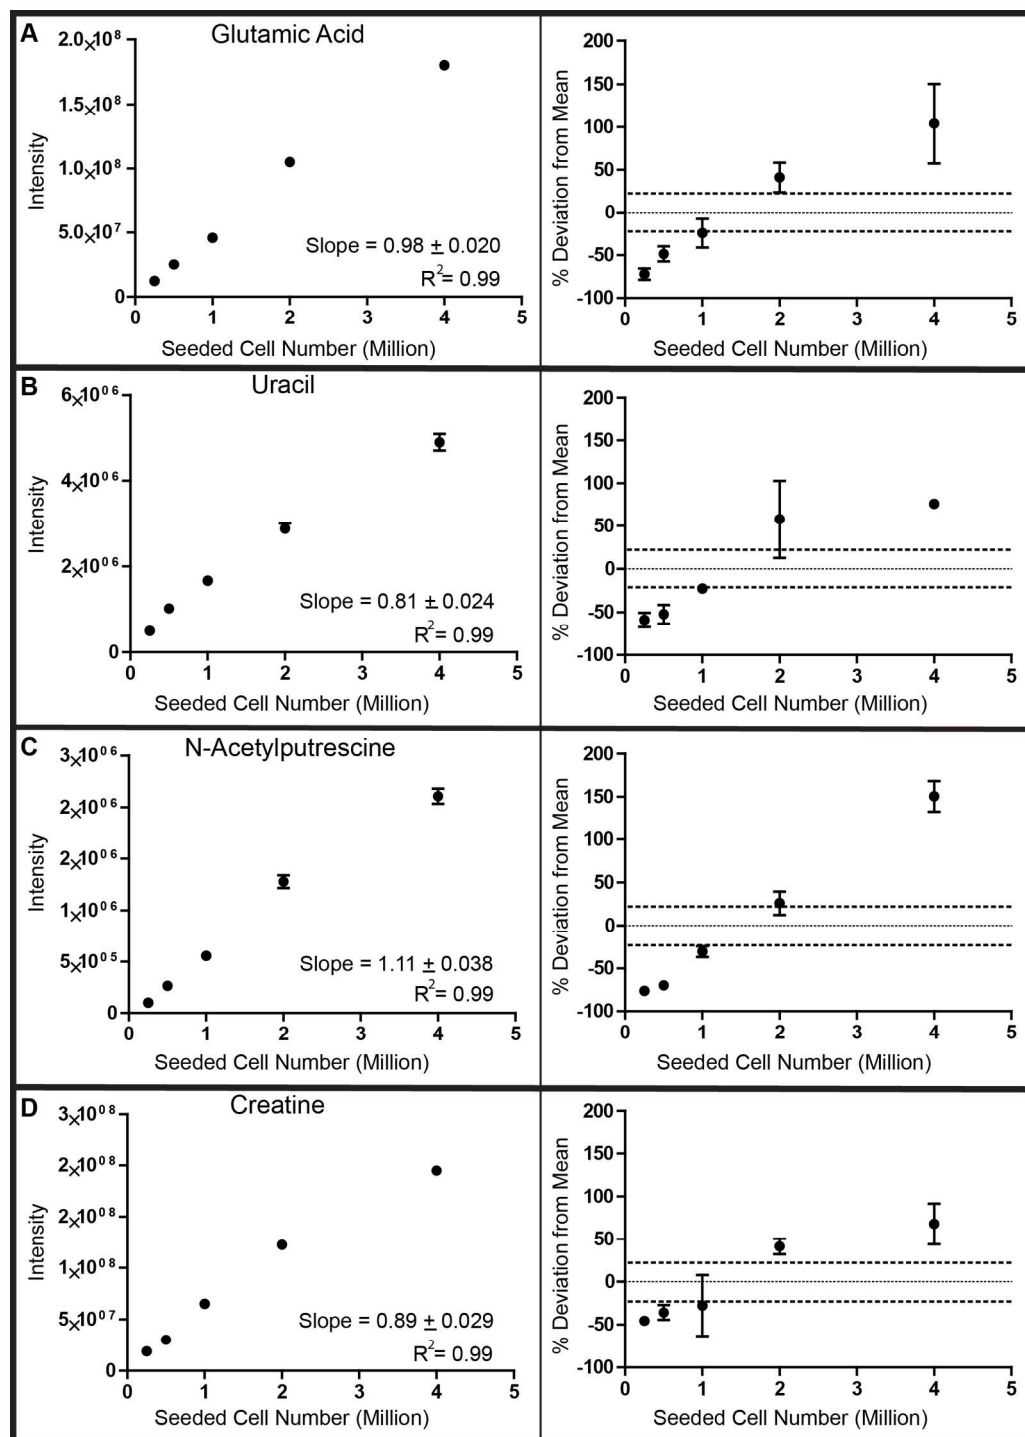 A
Glutamic Acid
2.0×10⁸
1.5×10⁸
1.0×10⁸
5.0×10⁷
0
Intensity
Slope = 0.98 ± 0.020
R²= 0.99
0 1 2 3 4 5
Seeded Cell Number (Million)
200
150
100
50
0
-50
-100
% Deviation from Mean
0 1 2 3 4 5
Seeded Cell Number (Million)
B
Uracil
6×10⁰⁶
4×10⁰⁶
2×10⁰⁶
0
Intensity
Slope = 0.81 ± 0.024
R²= 0.99
0 1 2 3 4 5
Seeded Cell Number (Million)
200
150
100
50
0
-50
-100
% Deviation from Mean
0 1 2 3 4 5
Seeded Cell Number (Million)
C
N-Acetylputrescine
3×10⁰⁶
2×10⁰⁶
2×10⁰⁶
1×10⁰⁶
5×10⁰⁵
0
Intensity
Slope = 1.11 ± 0.038
R²= 0.99
0 1 2 3 4 5
Seeded Cell Number (Million)
200
150
100
50
0
-50
-100
% Deviation from Mean
0 1 2 3 4 5
Seeded Cell Number (Million)
D
Creatine
3×10⁰⁸
2×10⁰⁸
2×10⁰⁸
1×10⁰⁸
5×10⁰⁷
0
Intensity
Slope = 0.89 ± 0.029
R²= 0.99
0 1 2 3 4 5
Seeded Cell Number (Million)
200
150
100
50
0
-50
-100
% Deviation from Mean
0 1 2 3 4 5
Seeded Cell Number (Million)